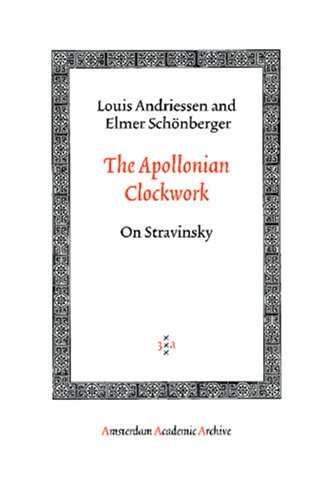 Louis Andriessen and
Elmer Schönberger
The Apollonian
Clockwork
On Stravinsky
3 a
Amsterdam Academic Archive